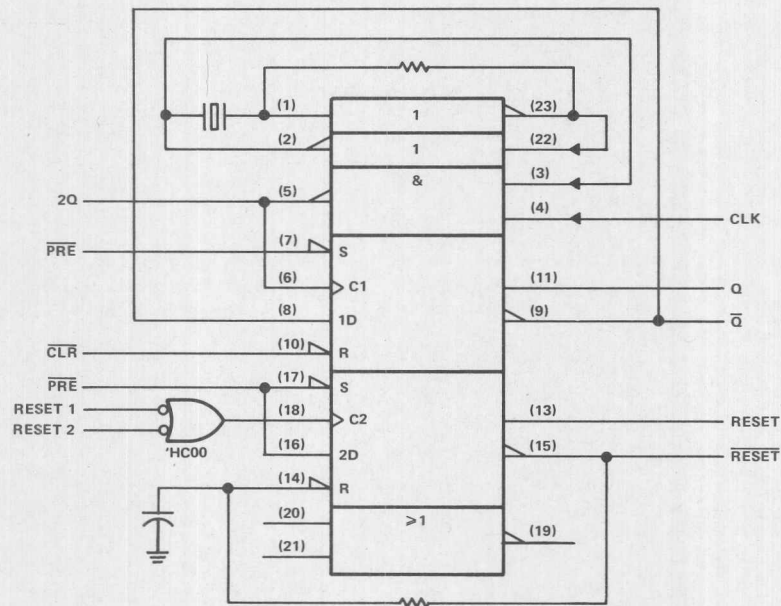 (1) 1 (23)
(2) 1 (22)
& (3)
2Q (5)
(4) CLK
PRE (7) S
(6) C1 (11) Q
(8) 1D (9) Q
CLR (10) R
PRE (17) S
RESET 1 (18) C2 (13) RESET
RESET 2
'HC00 (16) 2D (15) RESET
(14) R
(20) ≥1 (19)
(21)